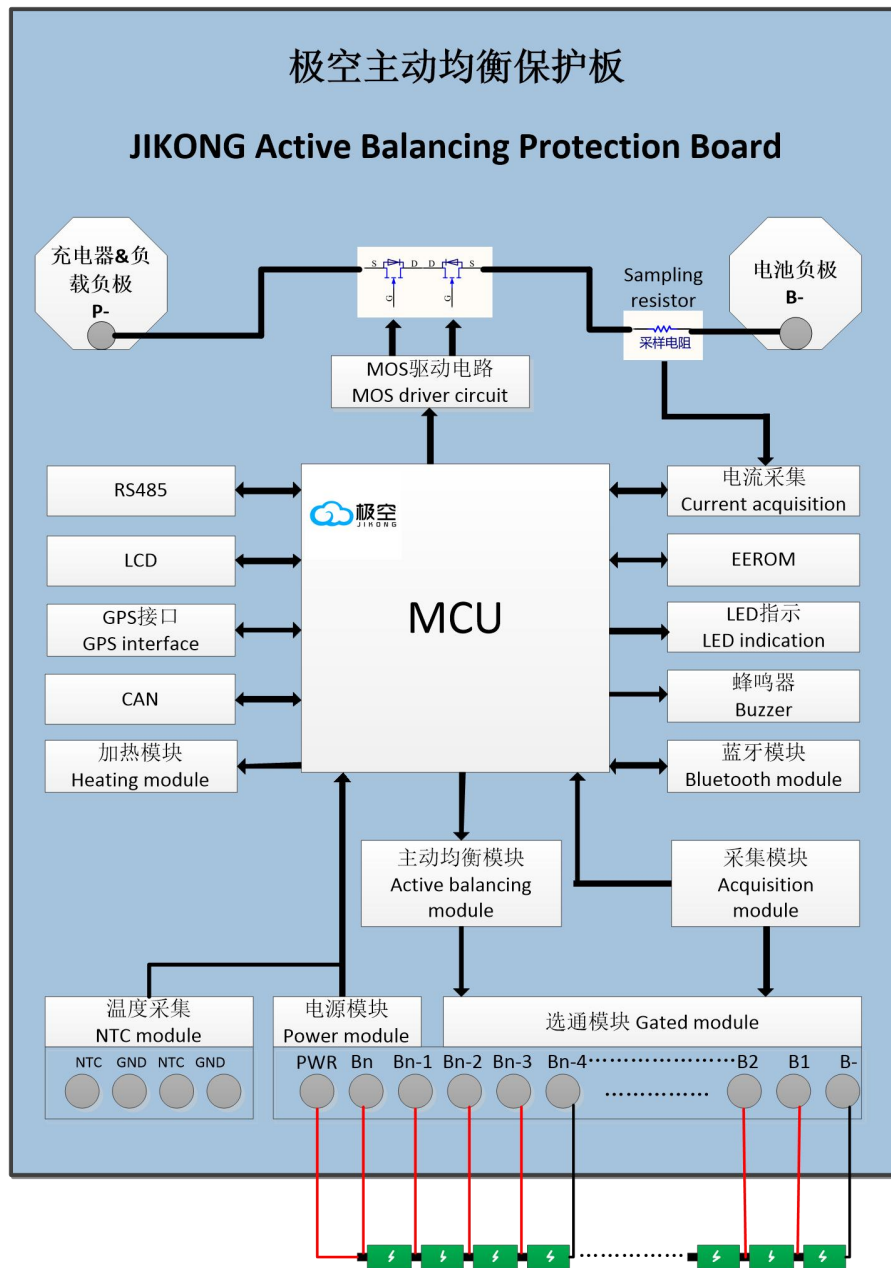 极空主动均衡保护板
JIKONG Active Balancing Protection Board
充电器&负
载负极
P-
S
D
D
S
G
G
Sampling
resistor
采样电阻
电池负极
B-
MOS驱动电路
MOS driver circuit
RS485
LCD
GPS接口
GPS interface
CAN
加热模块
Heating module
极空
JIKONG
MCU
电流采集
Current acquisition
EEROM
LED指示
LED indication
蜂鸣器
Buzzer
蓝牙模块
Bluetooth module
主动均衡模块
Active balancing
module
采集模块
Acquisition
module
温度采集
NTC module
电源模块
Power module
选通模块 Gated module
NTC GND NTC GND
PWR Bn Bn-1 Bn-2 Bn-3 Bn-4 B2 B1 B-